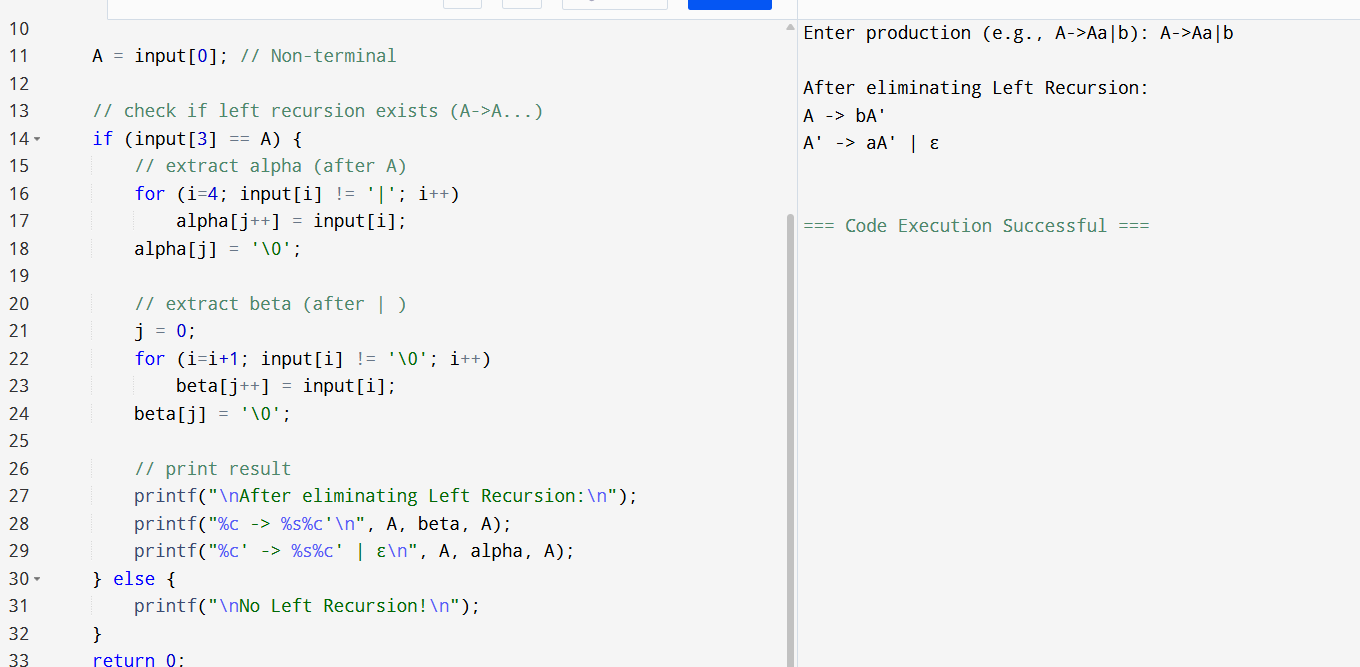 10
11 A = input[0]; // Non-terminal
12
13 // check if left recursion exists (A->A...)
14 if (input[3] == A) {
15 // extract alpha (after A)
16 for (i=4; input[i] != '|'; i++)
17 alpha[j++] = input[i];
18 alpha[j] = '\0';
19
20 // extract beta (after | )
21 j = 0;
22 for (i=i+1; input[i] != '\0'; i++)
23 beta[j++] = input[i];
24 beta[j] = '\0';
25
26 // print result
27 printf("\nAfter eliminating Left Recursion:\n");
28 printf("%c -> %s%c'\n", A, beta, A);
29 printf("%c' -> %s%c' | ε\n", A, alpha, A);
30 } else {
31 printf("\nNo Left Recursion!\n");
32 }
33 return 0;
Enter production (e.g., A->Aa|b): A->Aa|b
After eliminating Left Recursion:
A -> bA'
A' -> aA' | ε
=== Code Execution Successful ===